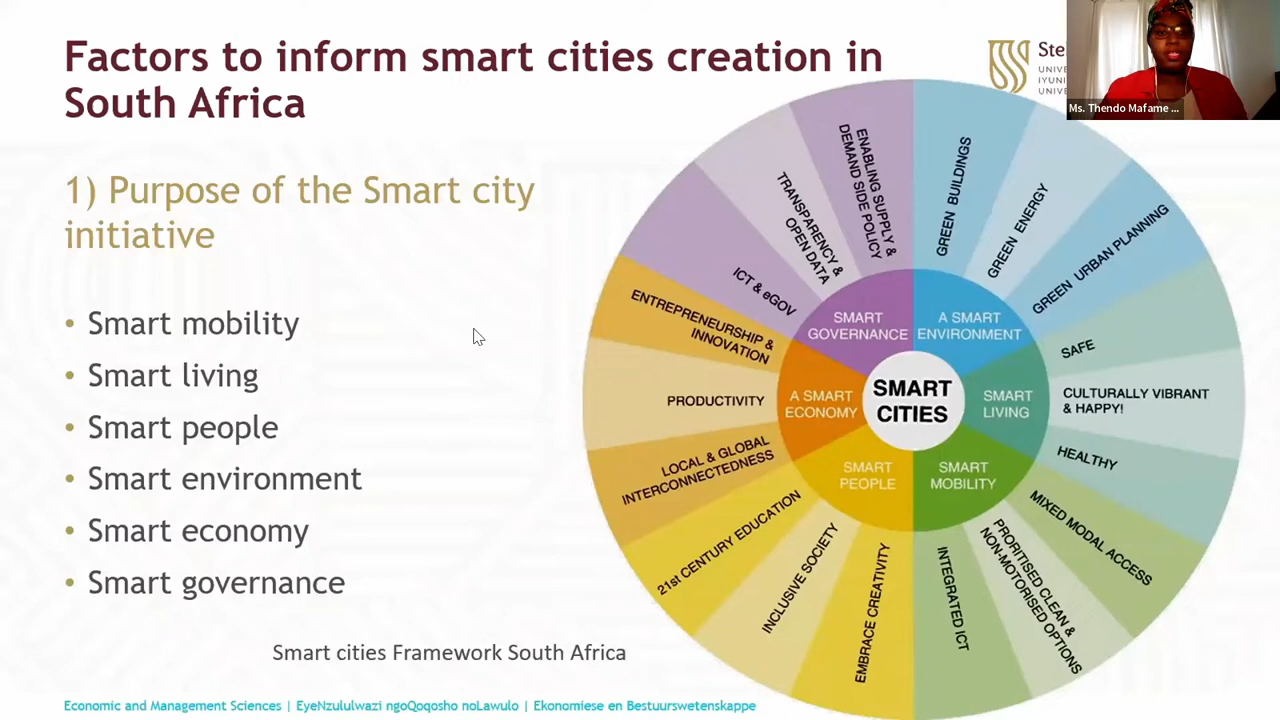 Factors to inform smart cities creation in
South Africa
UNIVER
IYUNI
UNIVE
Ms. Thendo Mafame ...
1) Purpose of the Smart city
initiative
• Smart mobility
• Smart living
• Smart people
• Smart environment
• Smart economy
• Smart governance
SMART
CITIES
SMART
GOVERNANCE
A SMART
ENVIRONMENT
SMART
LIVING
SMART
MOBILITY
SMART
PEOPLE
A SMART
ECONOMY
ENABLING SUPPLY &
DEMAND SIDE POLICY
GREEN BUILDINGS
GREEN ENERGY
GREEN URBAN PLANNING
SAFE
CULTURALLY VIBRANT
& HAPPY!
HEALTHY
MIXED MODAL ACCESS
PRIORITISED CLEAN &
NON-MOTORISED OPTIONS
INTEGRATED ICT
EMBRACE CREATIVITY
INCLUSIVE SOCIETY
21st CENTURY EDUCATION
LOCAL & GLOBAL
INTERCONNECTEDNESS
PRODUCTIVITY
ENTREPRENEURSHIP &
INNOVATION
ICT & eGOV
TRANSPARENCY &
OPEN DATA
Smart cities Framework South Africa
Economic and Management Sciences | EyeNzululwazi ngoQoqosho noLawulo | Ekonomiese en Bestuurswetenskappe